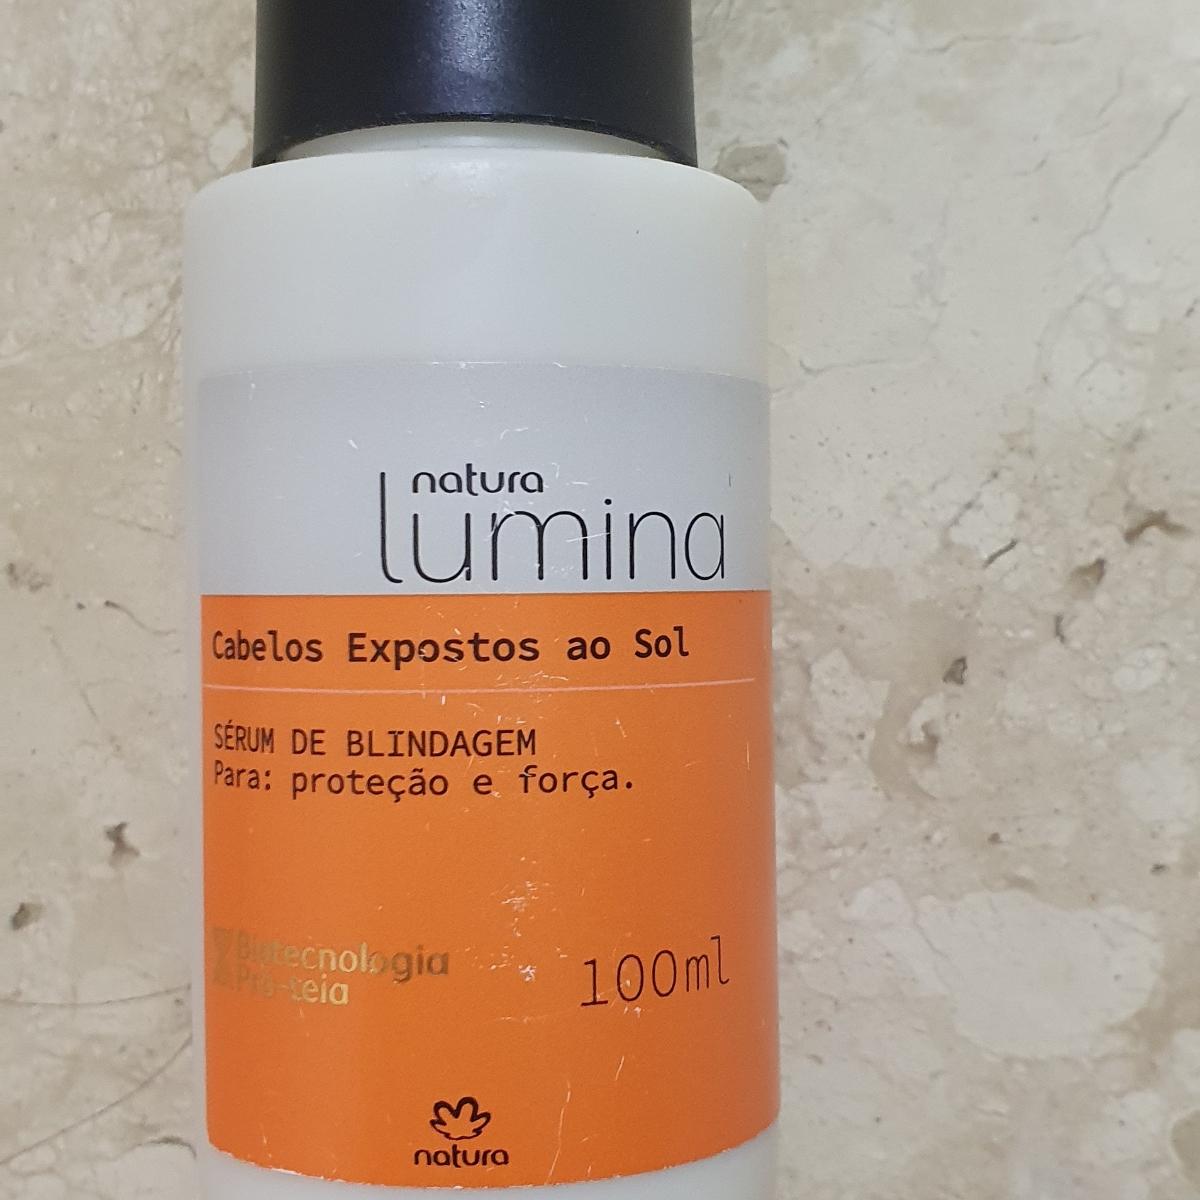 natura
lumina
Cabelos Expostos ao Sol
SÉRUM DE BLINDAGEM
Para: proteção e força.
Biotecnologia
Pró-teia
100ml
natura